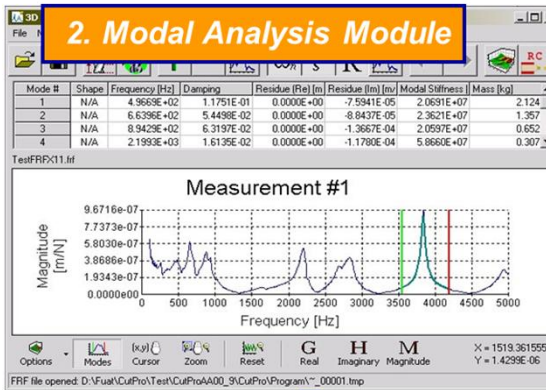 3D
File
2. Modal Analysis Module
RC
Mode # Shape Frequency [Hz] Damping Residue (Re) [m Residue (Im) [m/ Modal Stiffness [ Mass [kg]
1 N/A 4.9669E+02 1.1751E-01 0.0000E+00 -7.5941E-05 2.0691E+07 2.124
2 N/A 6.6396E+02 5.4498E-02 0.0000E+00 -8.8437E-05 2.3621E+07 1.357
3 N/A 8.9429E+02 6.3197E-02 0.0000E+00 -1.3667E-04 2.0597E+07 0.652
4 N/A 2.1993E+03 1.6135E-02 0.0000E+00 -1.1780E-04 5.8660E+07 0.307
TestFRFX11.frf
Measurement #1
9.6716e-07
7.7373e-07
5.8030e-07
3.8686e-07
1.9343e-07
0.0000e00
Magnitude
[m/N]
0 500 1000 1500 2000 2500 3000 3500 4000 4500 5000
Frequency [Hz]
(x,y) G H M X = 1519.361555
Options Modes Cursor Zoom Reset Real Imaginary Magnitude Y = 1.4299E-06
FRF file opened: D:\Fuat\CutPro\Test\CutProAA00_9\CutPro\Program\~_00001.tmp